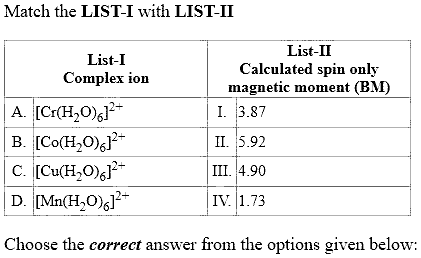 Match the LIST-I with LIST-II
List-I
Complex ion
List-II
Calculated spin only
magnetic moment (BM)
A. [Cr(H₂O)₆]²⁺ I. 3.87
B. [Co(H₂O)₆]²⁺ II. 5.92
C. [Cu(H₂O)₆]²⁺ III. 4.90
D. [Mn(H₂O)₆]²⁺ IV. 1.73
Choose the correct answer from the options given below: